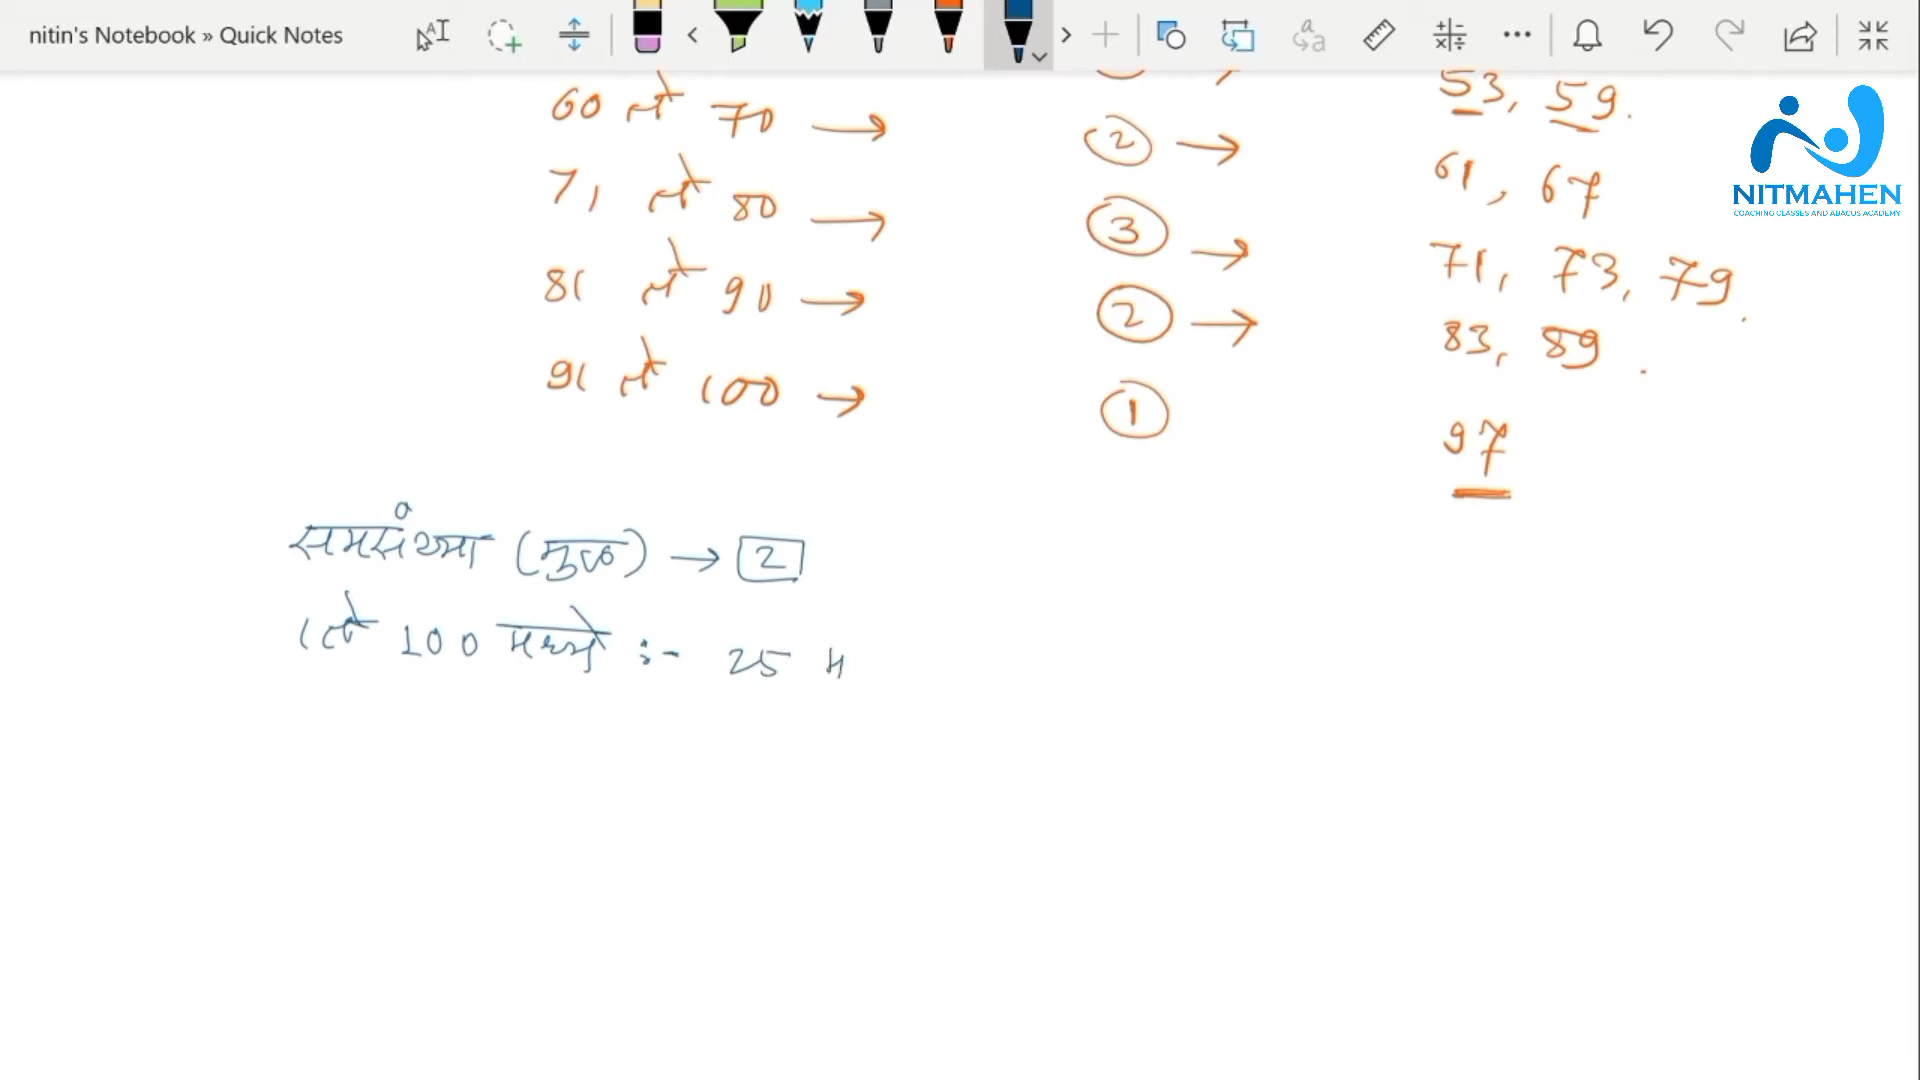 nitin's Notebook » Quick Notes
53, 59.
60 ते 70 → ② → 61, 67
71 ते 80 → ③ → 71, 73, 79.
81 ते 90 → ② → 83, 89.
91 ते 100 → ① 97
NITMAHEN
COACHING CLASSES AND ABACUS ACADEMY
समसंख्या (मुळ) → 2
1 ते 100 मध्ये :- 25 म